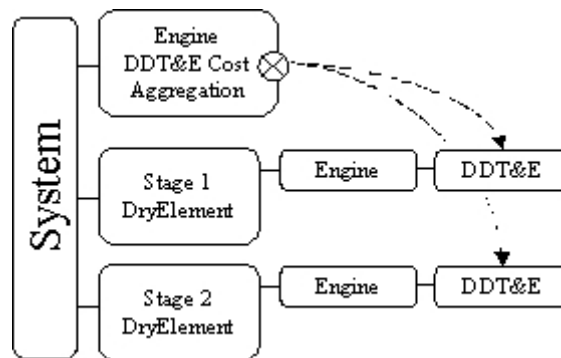 System
Engine
DDT&E Cost
Aggregation
Stage 1
DryElement
Engine
DDT&E
Stage 2
DryElement
Engine
DDT&E